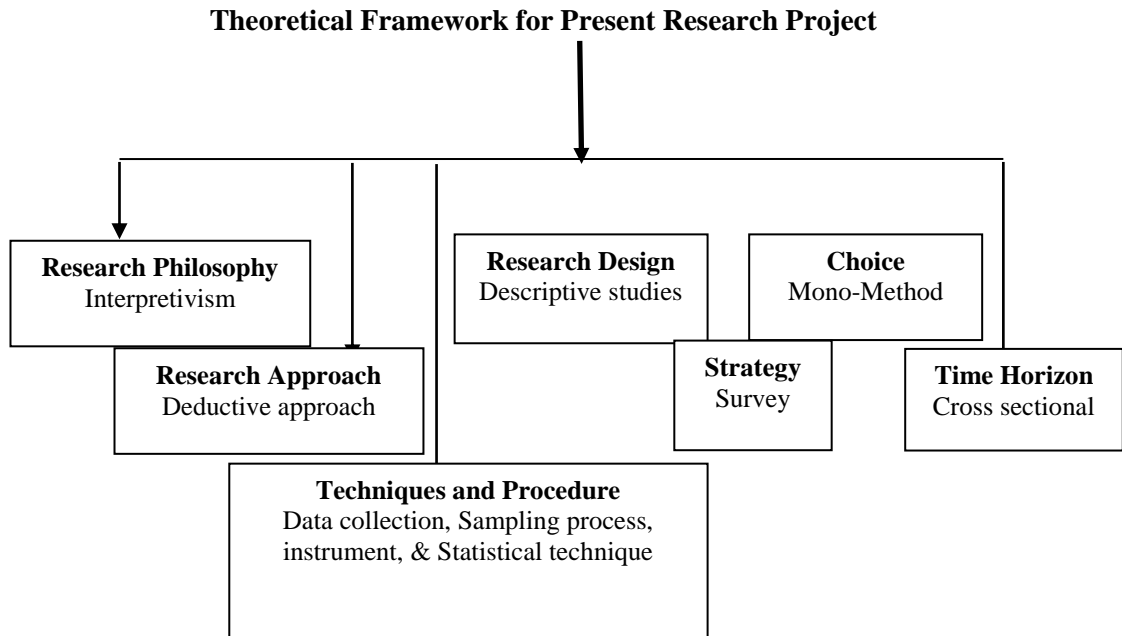 Theoretical Framework for Present Research Project
Research Philosophy
Interpretivism
Research Approach
Deductive approach
Techniques and Procedure
Data collection, Sampling process,
instrument, & Statistical technique
Research Design
Descriptive studies
Strategy
Survey
Choice
Mono-Method
Time Horizon
Cross sectional